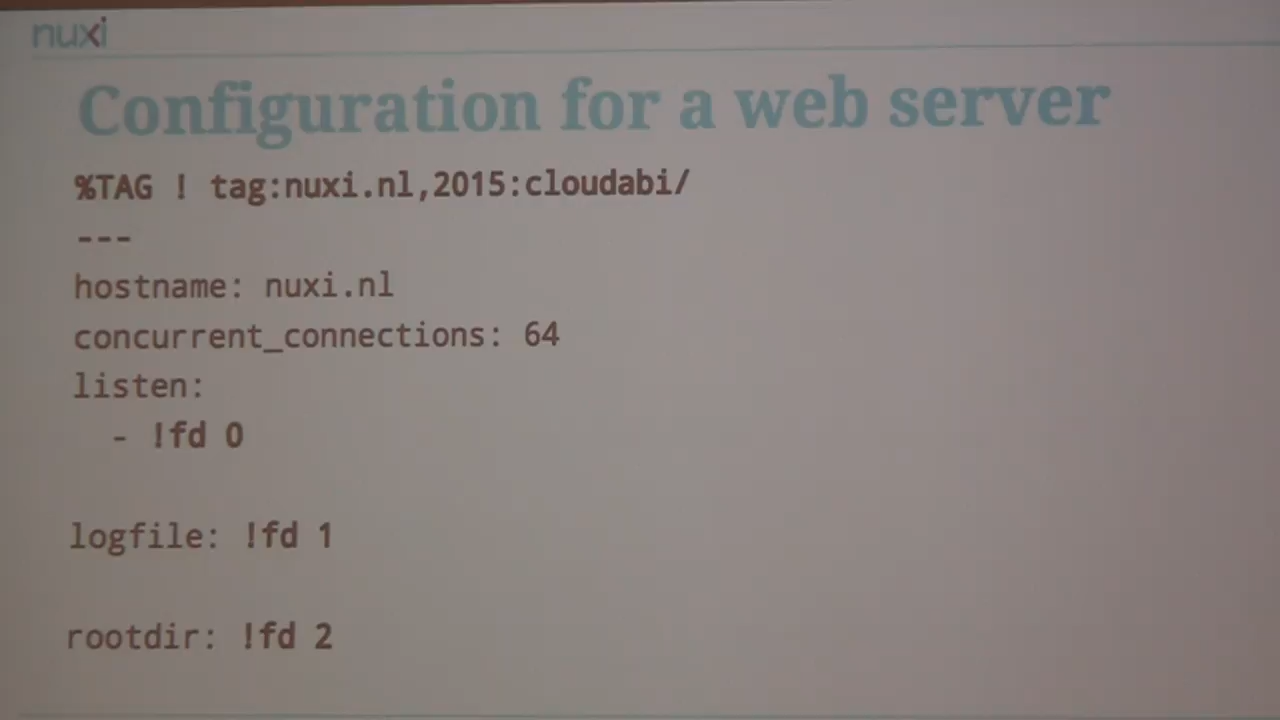 nuxi
Configuration for a web server
%TAG ! tag:nuxi.nl,2015:cloudabi/
---
hostname: nuxi.nl
concurrent_connections: 64
listen:
  - !fd 0
logfile: !fd 1
rootdir: !fd 2